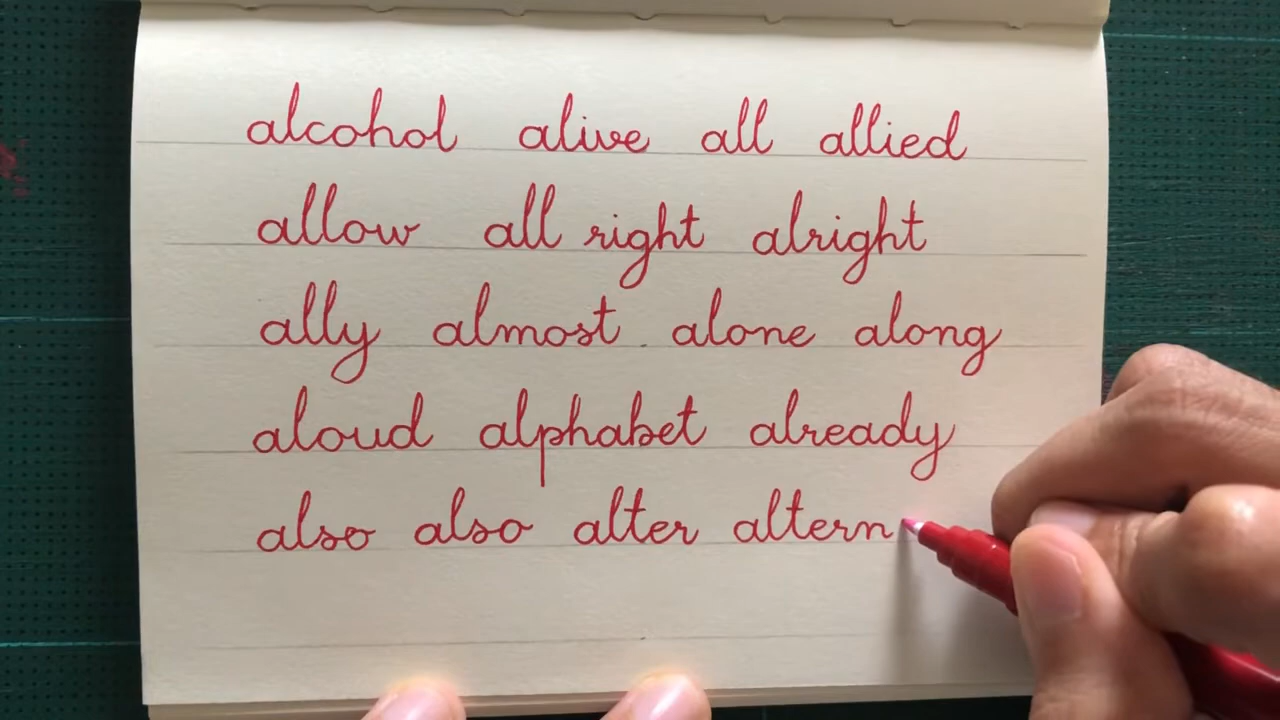 alcohol alive all allied
allow all right alright
ally almost alone along
aloud alphabet already
also also alter altern